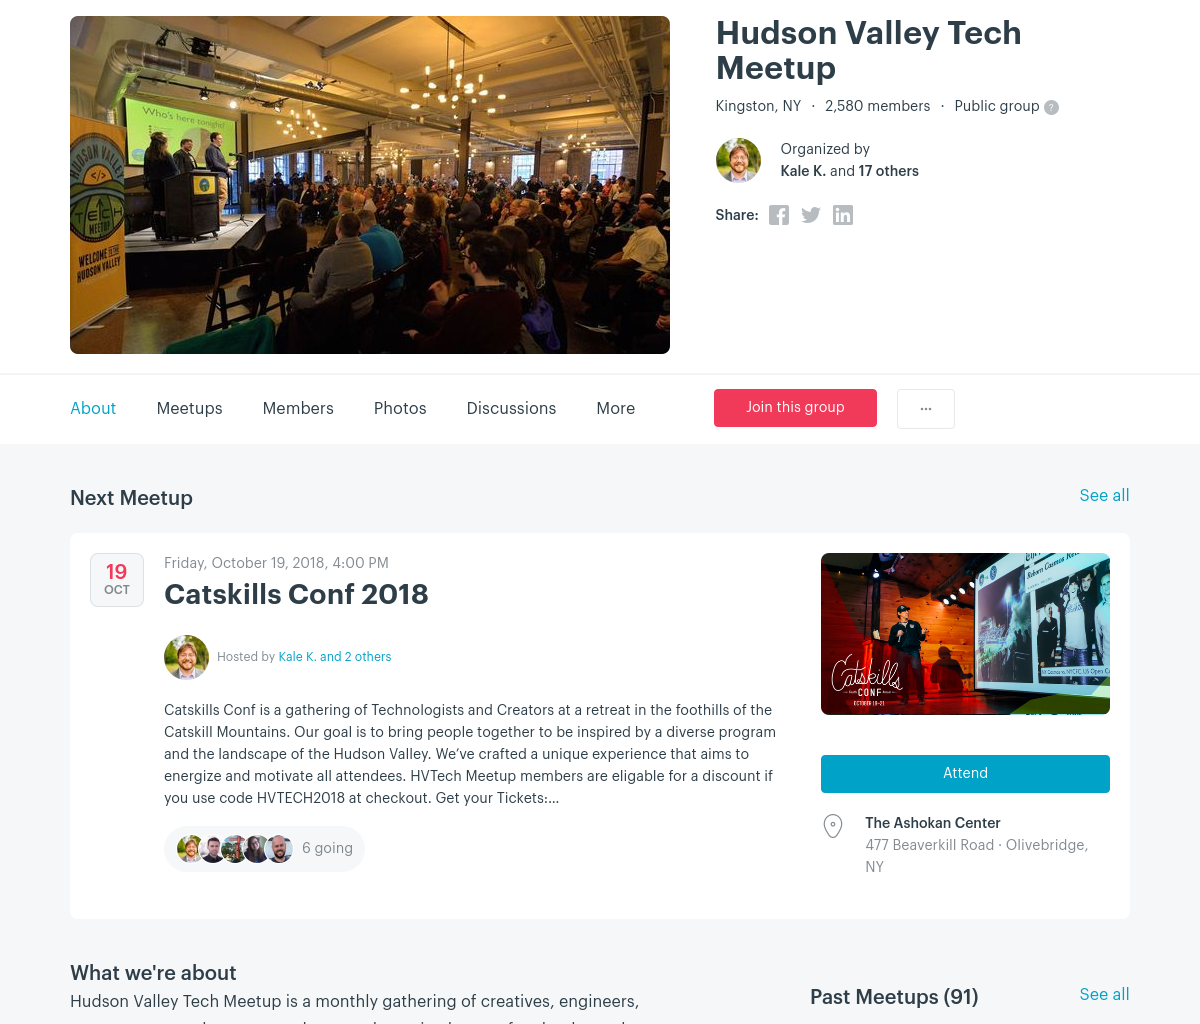 Who's here tonight?
HUDSON VALLEY
</>
TECH
MEETUP
WELCOME TO THE
HUDSON VALLEY
Hudson Valley Tech
Meetup
Kingston, NY · 2,580 members · Public group ?
Organized by
Kale K. and 17 others
Share:
About Meetups Members Photos Discussions More
Join this group
...
Next Meetup
See all
19
OCT
Friday, October 19, 2018, 4:00 PM
Catskills Conf 2018
Hosted by Kale K. and 2 others
Catskills Conf is a gathering of Technologists and Creators at a retreat in the foothills of the
Catskill Mountains. Our goal is to bring people together to be inspired by a diverse program
and the landscape of the Hudson Valley. We’ve crafted a unique experience that aims to
energize and motivate all attendees. HVTech Meetup members are eligable for a discount if
you use code HVTECH2018 at checkout. Get your Tickets:…
6 going
Catskills
CONF
OCTOBER 19-21
Attend
The Ashokan Center
477 Beaverkill Road · Olivebridge,
NY
What we're about
Hudson Valley Tech Meetup is a monthly gathering of creatives, engineers,
Past Meetups (91)
See all